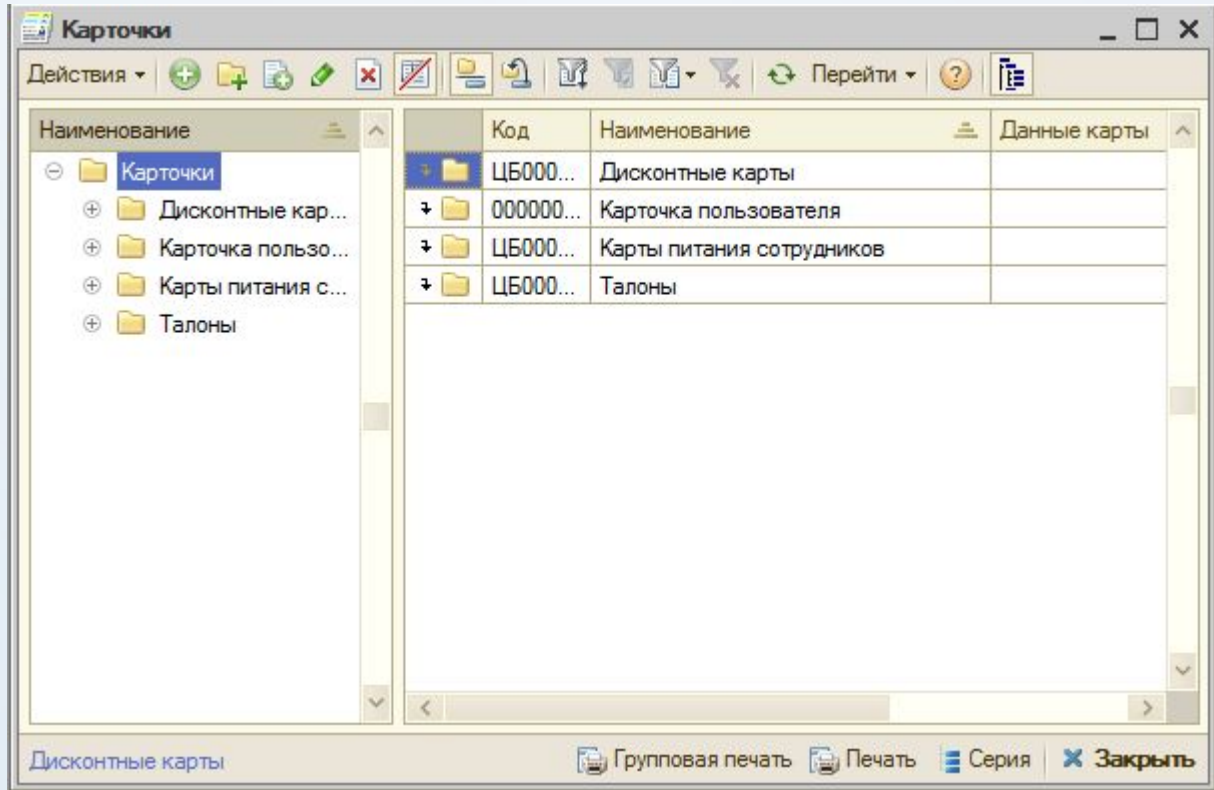 Карточки
Действия Перейти
Наименование
Карточки
Дисконтные кар...
Карточка пользо...
Карты питания с...
Талоны
Код Наименование Данные карты
ЦБ000... Дисконтные карты
000000... Карточка пользователя
ЦБ000... Карты питания сотрудников
ЦБ000... Талоны
Дисконтные карты Групповая печать Печать Серия Закрыть